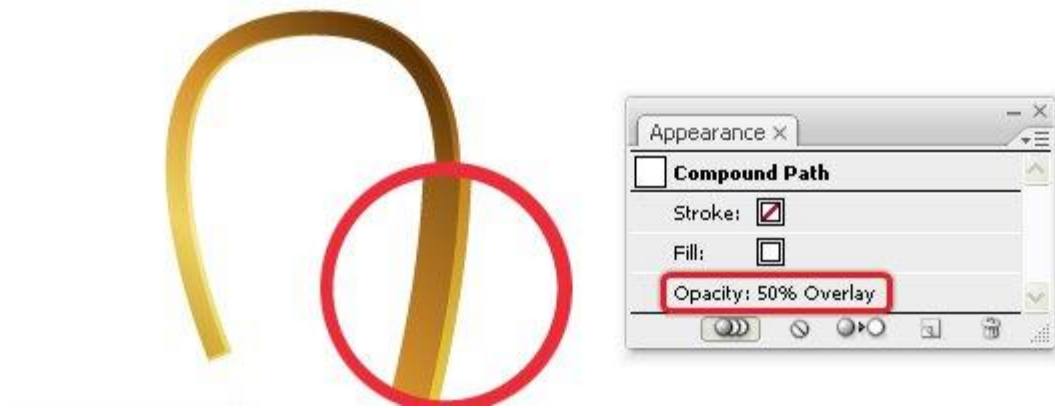 Appearance
Compound Path
Stroke:
Fill:
Opacity: 50% Overlay